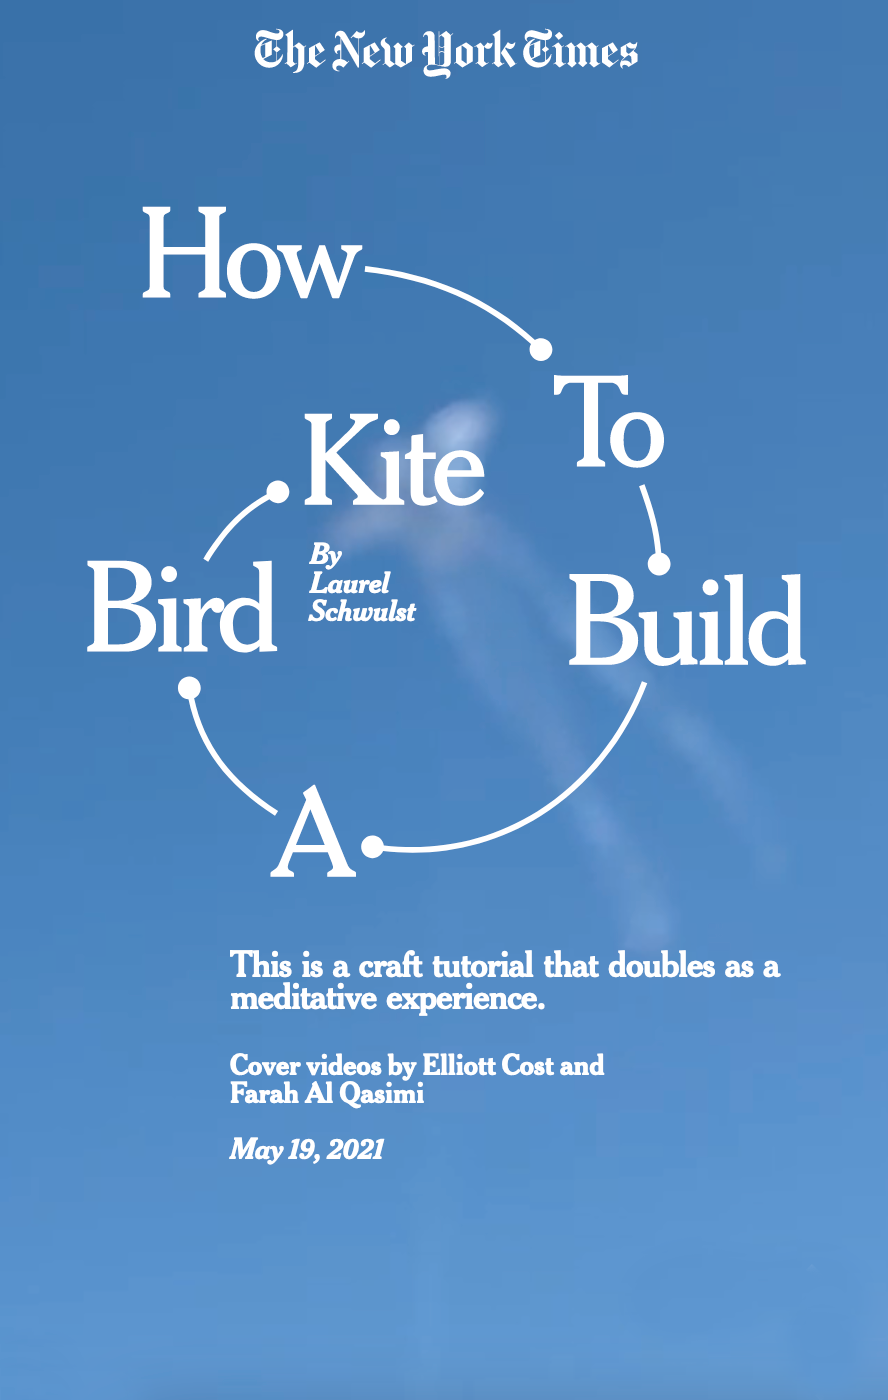 The New York Times
How
To
Build
A
Bird
Kite
By
Laurel
Schwulst
This is a craft tutorial that doubles as a
meditative experience.
Cover videos by Elliott Cost and
Farah Al Qasimi
May 19, 2021